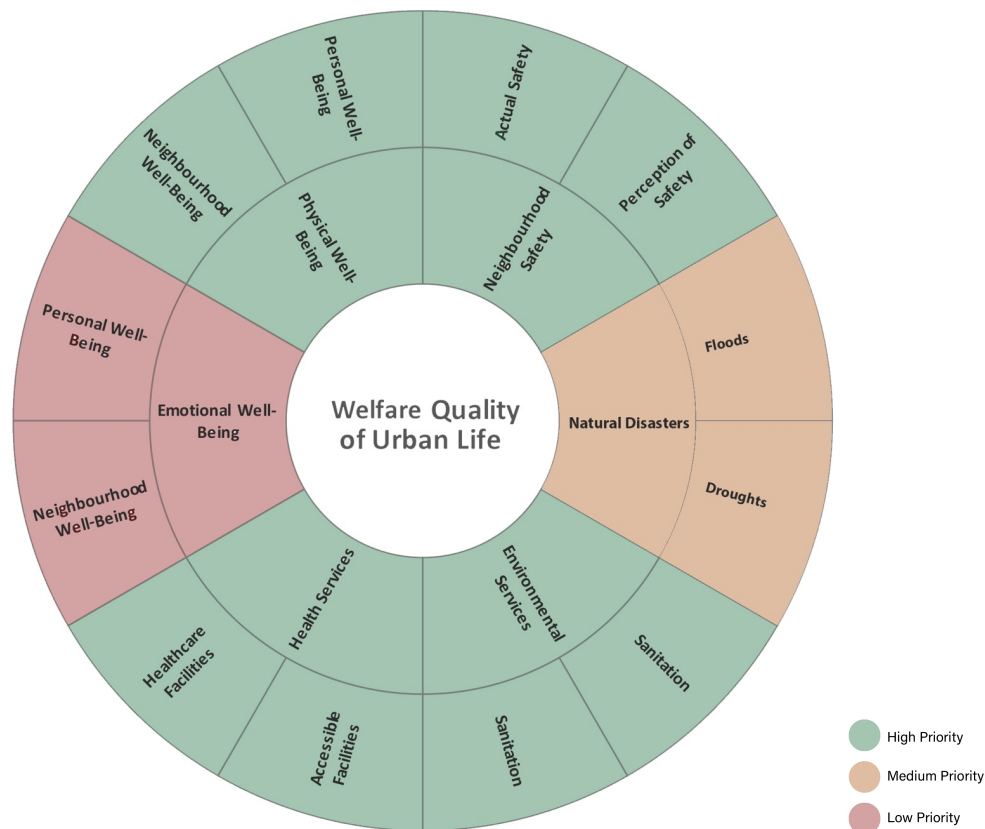 Personal Well-
Being
Actual Safety
Neighbourhood
Well-Being
Perception of
Safety
Physical Well-
Being
Neighbourhood
Safety
Personal Well-
Being
Floods
Emotional Well-
Being
Welfare Quality
of Urban Life
Natural Disasters
Neighbourhood
Well-Being
Droughts
Health Services
Environmental
Services
Healthcare
Facilities
Sanitation
Accessible
Facilities
Sanitation
High Priority
Medium Priority
Low Priority